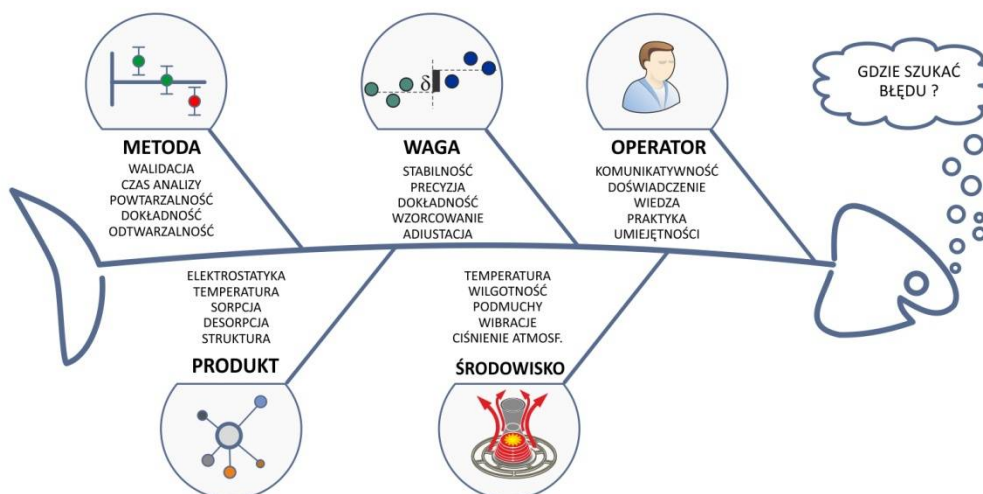 GDZIE SZUKAĆ
BŁĘDU ?
δ
METODA
WALIDACJA
CZAS ANALIZY
POWTARZALNOŚĆ
DOKŁADNOŚĆ
ODTWARZALNOŚĆ
WAGA
STABILNOŚĆ
PRECYZJA
DOKŁADNOŚĆ
WZORCOWANIE
ADIUSTACJA
OPERATOR
KOMUNIKATYWNOŚĆ
DOŚWIADCZENIE
WIEDZA
PRAKTYKA
UMIEJĘTNOŚCI
ELEKTROSTATYKA
TEMPERATURA
SORPCJA
DESORPCJA
STRUKTURA
PRODUKT
TEMPERATURA
WILGOTNOŚĆ
PODMUCHY
WIBRACJE
CIŚNIENIE ATMOSF.
ŚRODOWISKO